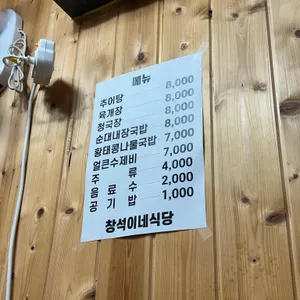 메뉴
추어탕 8,000
육개장 8,000
청국장 8,000
순대내장국밥 8,000
황태콩나물국밥 7,000
얼큰수제비 7,000
주 류 4,000
음 료 수 2,000
공 기 밥 1,000
창석이네식당